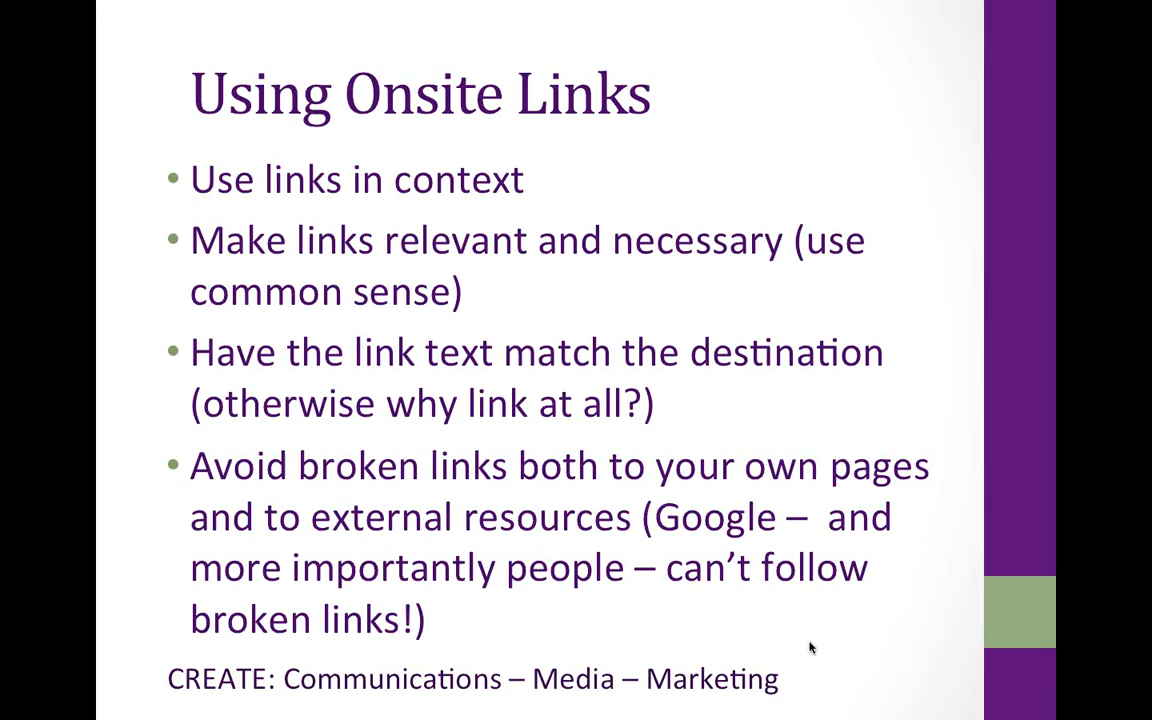 Using Onsite Links
• Use links in context
• Make links relevant and necessary (use
common sense)
• Have the link text match the destination
(otherwise why link at all?)
• Avoid broken links both to your own pages
and to external resources (Google –  and
more importantly people – can’t follow
broken links!)
CREATE: Communications – Media – Marketing